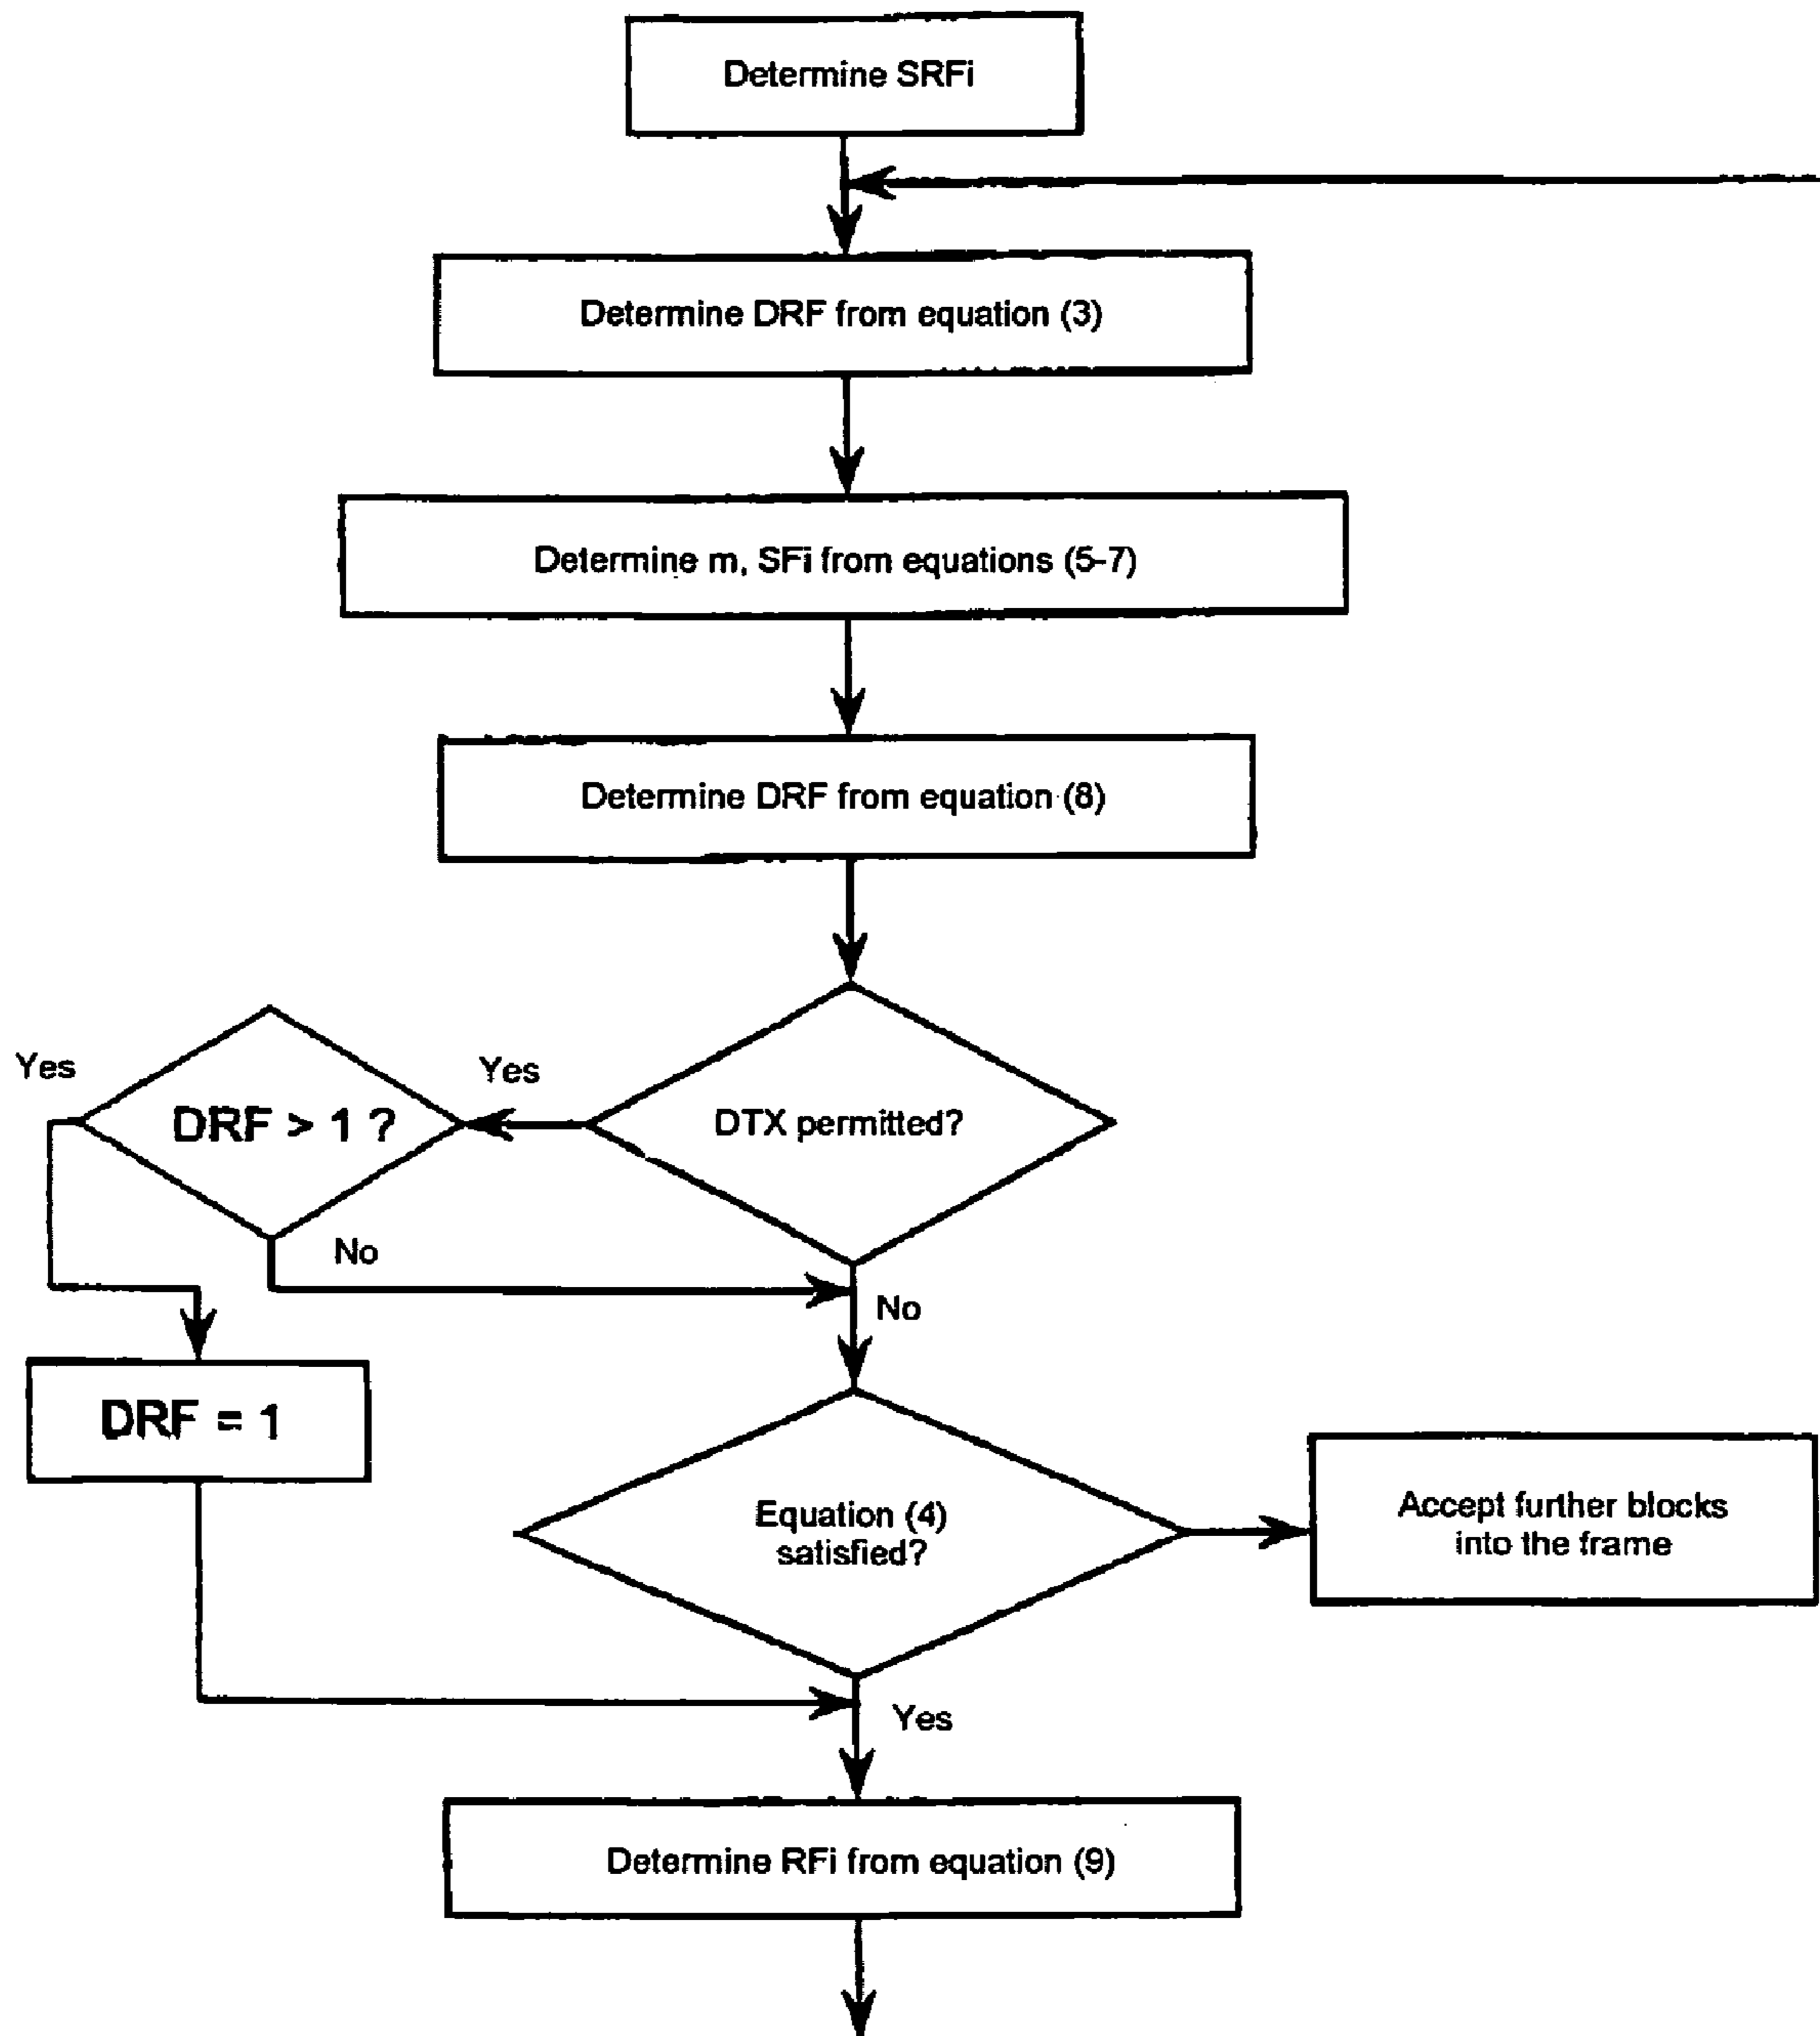 Determine SRFi
Determine DRF from equation (3)
Determine m, SFi from equations (5-7)
Determine DRF from equation (8)
Yes
DRF > 1 ?
Yes
DTX permitted?
No
No
DRF = 1
Equation (4)
satisfied?
Accept further blocks
into the frame
Yes
Determine RFi from equation (9)